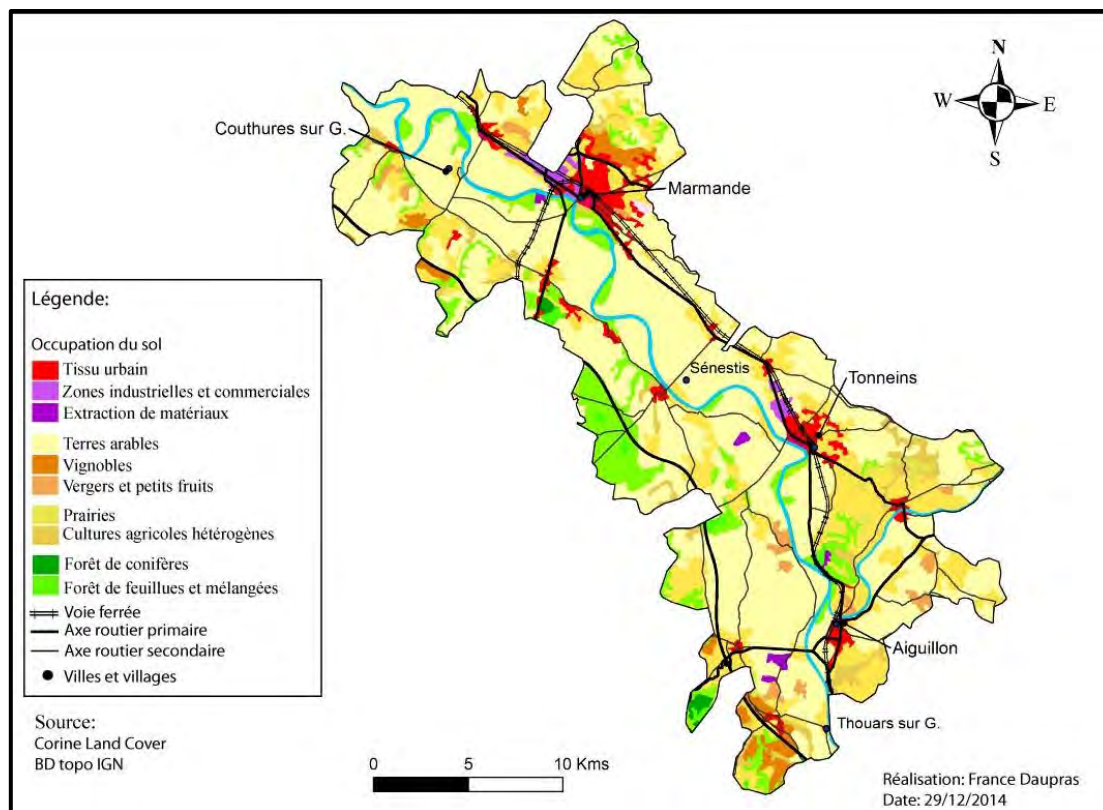 N
W E
S
Couthures sur G.
Marmande
Sénestis
Tonneins
Aiguillon
Thouars sur G.
Légende:
Occupation du sol
Tissu urbain
Zones industrielles et commerciales
Extraction de matériaux
Terres arables
Vignobles
Vergers et petits fruits
Prairies
Cultures agricoles hétérogènes
Forêt de conifères
Forêt de feuillues et mélangées
Voie ferrée
Axe routier primaire
Axe routier secondaire
Villes et villages
Source:
Corine Land Cover
BD topo IGN
0 5 10 Kms
Réalisation: France Daupras
Date: 29/12/2014